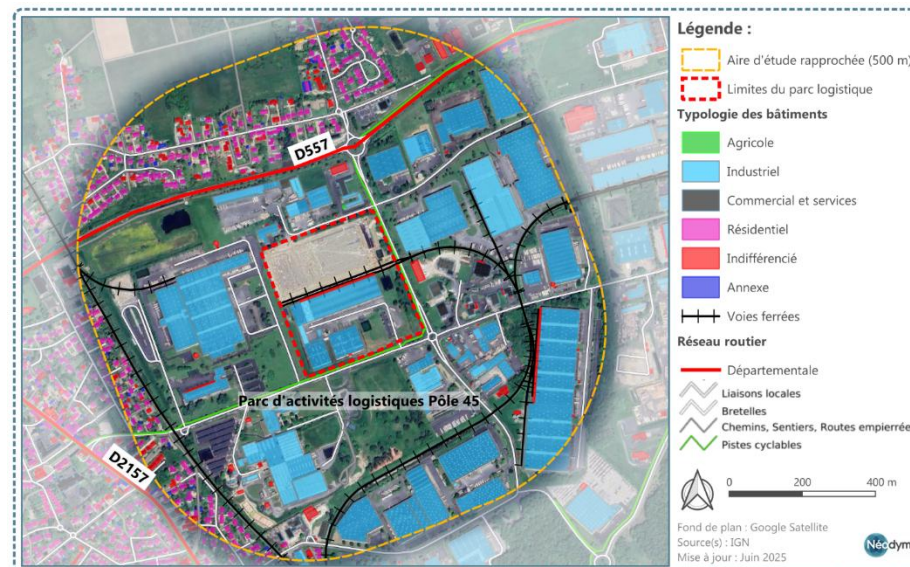 D557
Parc d'activités logistiques Pôle 45
D2157
Légende :
Aire d'étude rapprochée (500 m)
Limites du parc logistique
Typologie des bâtiments
Agricole
Industriel
Commercial et services
Résidentiel
Indifférencié
Annexe
Voies ferrées
Réseau routier
Départementale
Liaisons locales
Bretelles
Chemins, Sentiers, Routes empierrée
Pistes cyclables
0 200 400 m
Fond de plan : Google Satellite
Source(s) : IGN
Mise à jour : Juin 2025
Néodym